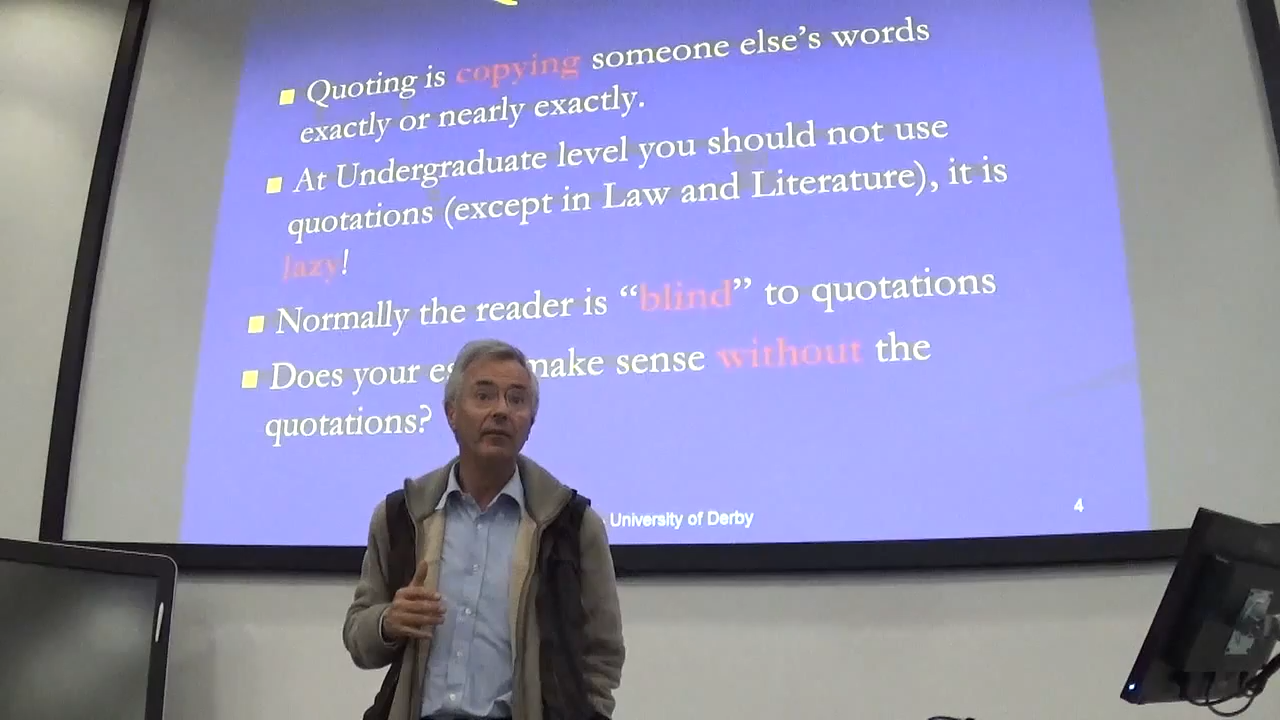 Quoting is copying someone else's words
exactly or nearly exactly.
At Undergraduate level you should not use
quotations (except in Law and Literature), it is
lazy!
Normally the reader is “blind” to quotations
Does your make sense without the
quotations?
University of Derby
4